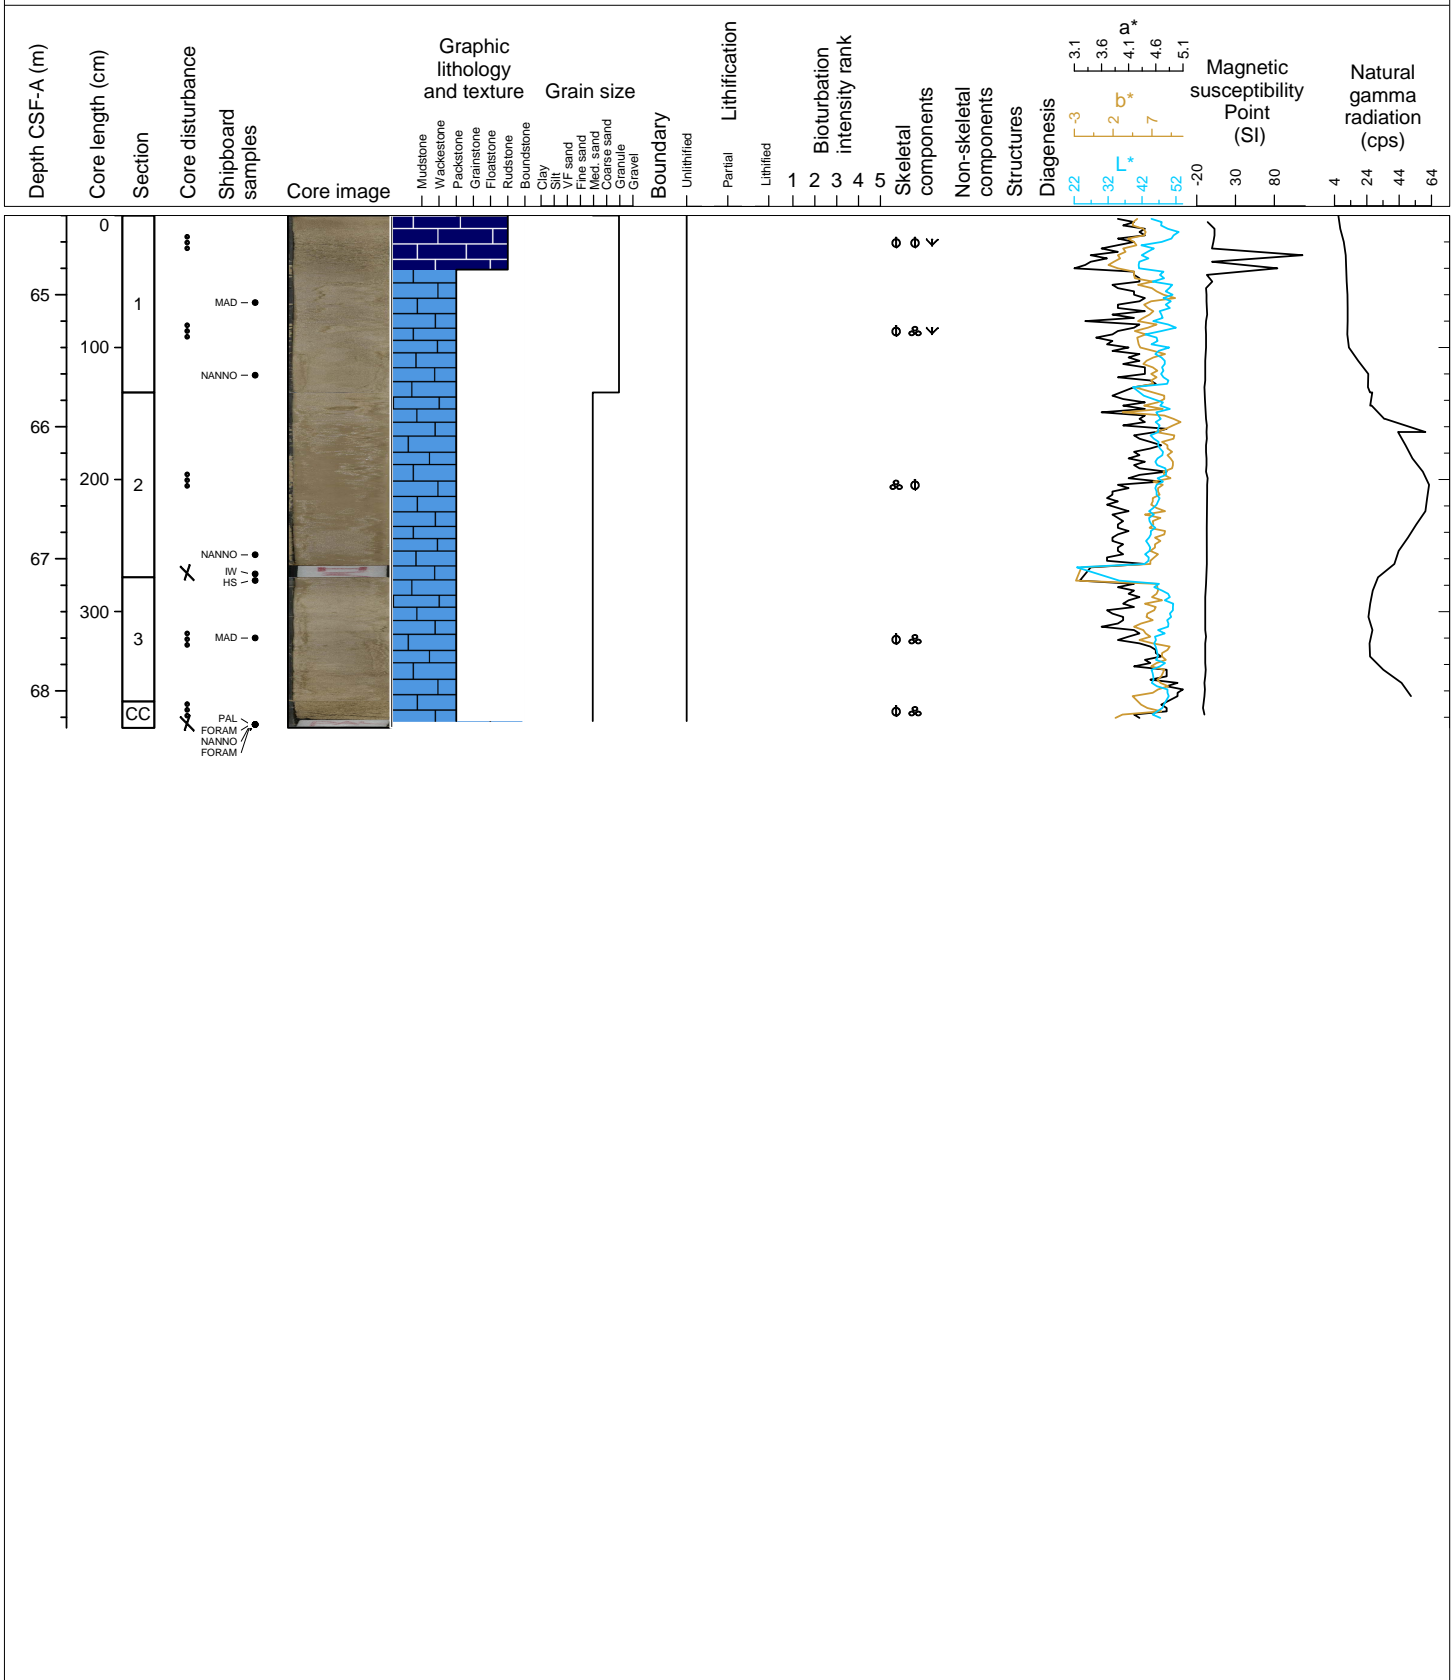 Depth CSF-A (m)
Core length (cm)
Section
Core disturbance
Shipboard
samples
Core image
Graphic
lithology
and texture
Mudstone
Wackestone
Packstone
Grainstone
Floatstone
Rudstone
Boundstone
Grain size
Clay
Silt
VF sand
Fine sand
Med. sand
Coarse sand
Granule
Gravel
Boundary
Lithification
Unlithified
Partial
Lithified
Bioturbation
intensity rank
1 2 3 4 5
Skeletal
components
Non-skeletal
components
Structures
Diagenesis
a*
3.1 3.6 4.1 4.6 5.1
b*
-3 2 7
L*
22 32 42 52
Magnetic
susceptibility
Point
(SI)
-20 30 80
Natural
gamma
radiation
(cps)
4 24 44 64
0
65
1
MAD
100
NANNO
66
200
2
67
NANNO
IW
HS
300
3
MAD
68
CC
PAL
FORAM
NANNO
FORAM